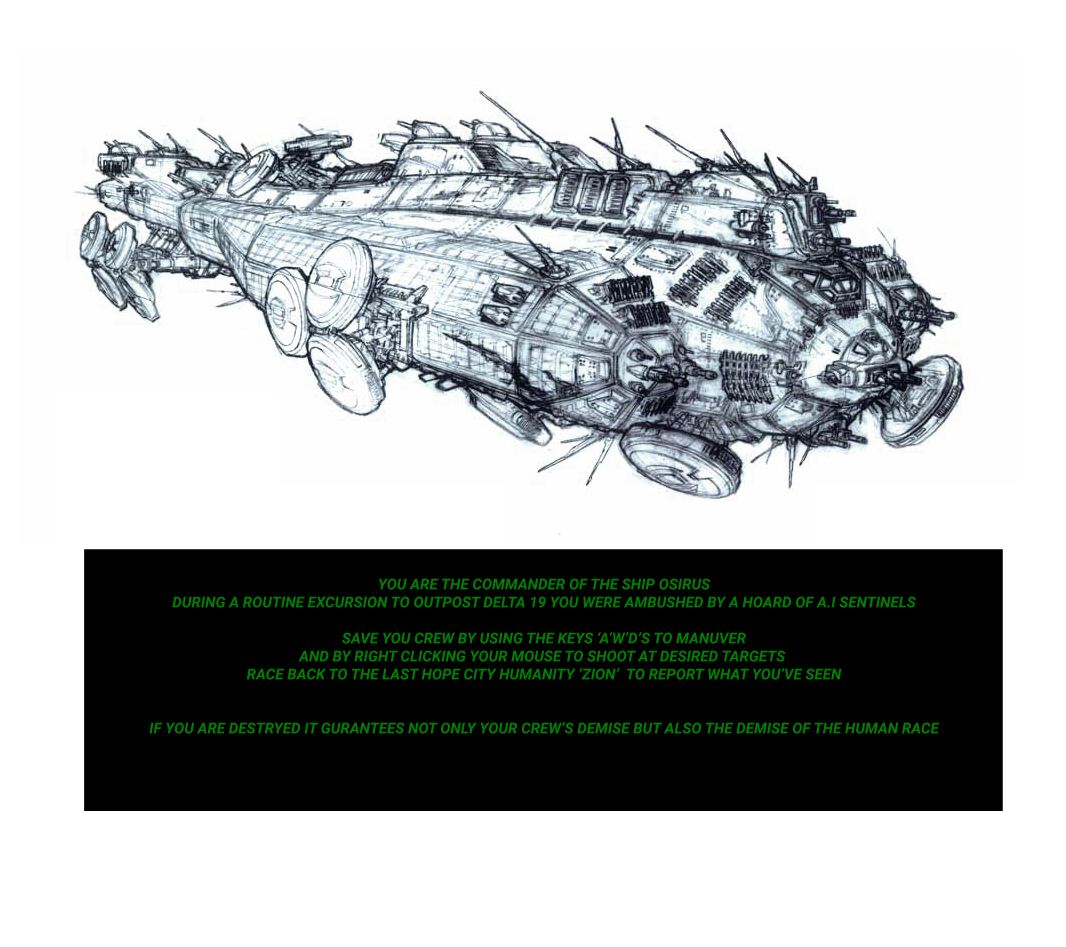 YOU ARE THE COMMANDER OF THE SHIP OSIRUS
DURING A ROUTINE EXCURSION TO OUTPOST DELTA 19 YOU WERE AMBUSHED BY A HOARD OF A.I SENTINELS
SAVE YOU CREW BY USING THE KEYS ‘A’W’D’S TO MANUVER
AND BY RIGHT CLICKING YOUR MOUSE TO SHOOT AT DESIRED TARGETS
RACE BACK TO THE LAST HOPE CITY HUMANITY ‘ZION’ TO REPORT WHAT YOU’VE SEEN
IF YOU ARE DESTRYED IT GURANTEES NOT ONLY YOUR CREW’S DEMISE BUT ALSO THE DEMISE OF THE HUMAN RACE